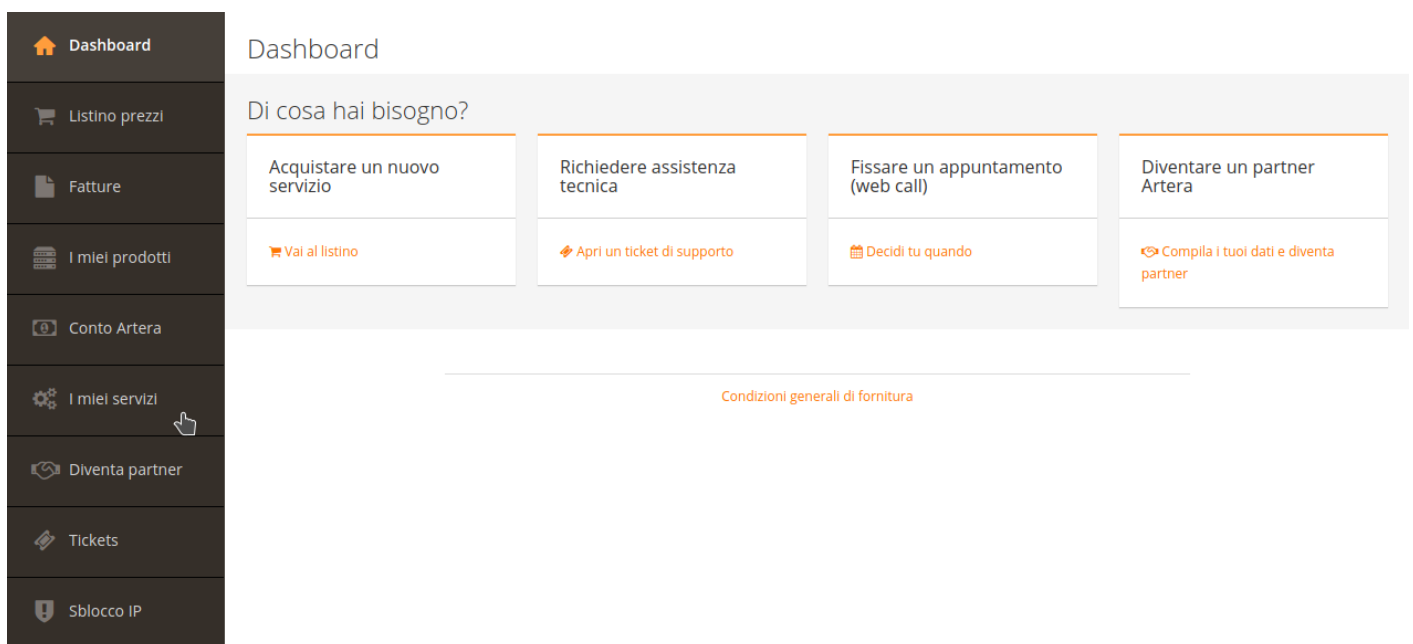 Dashboard
Listino prezzi
Fatture
I miei prodotti
Conto Artera
I miei servizi
Diventa partner
Tickets
Sblocco IP
Dashboard
Di cosa hai bisogno?
Acquistare un nuovo
servizio
Vai al listino
Richiedere assistenza
tecnica
Apri un ticket di supporto
Fissare un appuntamento
(web call)
Decidi tu quando
Diventare un partner
Artera
Compila i tuoi dati e diventa
partner
Condizioni generali di fornitura